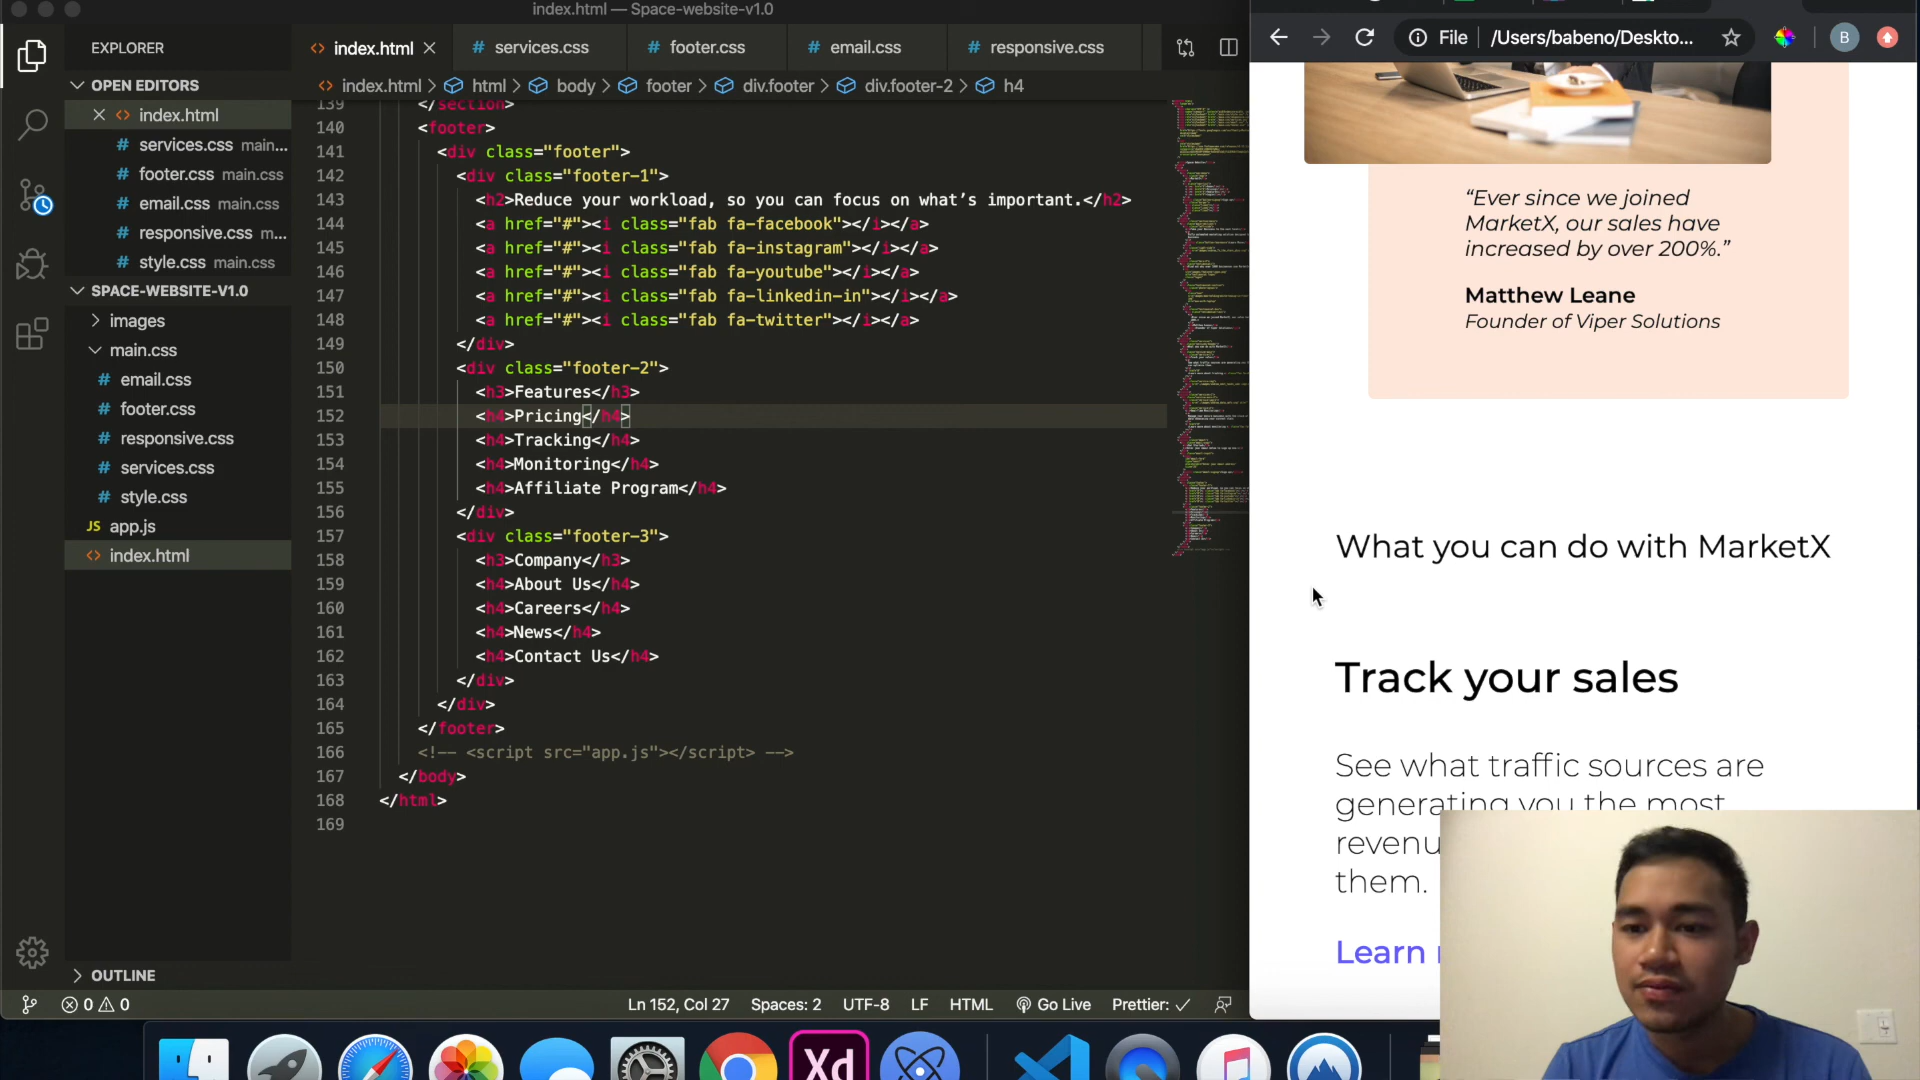 index.html — Space-website-v1.0
EXPLORER
OPEN EDITORS
index.html
services.css main...
footer.css main.css
email.css main.css
responsive.css m...
style.css main.css
SPACE-WEBSITE-V1.0
images
main.css
email.css
footer.css
responsive.css
services.css
style.css
JS app.js
index.html
OUTLINE
index.html
services.css
footer.css
email.css
responsive.css
index.html > html > body > footer > div.footer > div.footer-2 > h4
139 </section>
140 <footer>
141 <div class="footer">
142 <div class="footer-1">
143 <h2>Reduce your workload, so you can focus on what’s important.</h2>
144 <a href="#"><i class="fab fa-facebook"></i></a>
145 <a href="#"><i class="fab fa-instagram"></i></a>
146 <a href="#"><i class="fab fa-youtube"></i></a>
147 <a href="#"><i class="fab fa-linkedin-in"></i></a>
148 <a href="#"><i class="fab fa-twitter"></i></a>
149 </div>
150 <div class="footer-2">
151 <h3>Features</h3>
152 <h4>Pricing</h4>
153 <h4>Tracking</h4>
154 <h4>Monitoring</h4>
155 <h4>Affiliate Program</h4>
156 </div>
157 <div class="footer-3">
158 <h3>Company</h3>
159 <h4>About Us</h4>
160 <h4>Careers</h4>
161 <h4>News</h4>
162 <h4>Contact Us</h4>
163 </div>
164 </div>
165 </footer>
166 <!-- <script src="app.js"></script> -->
167 </body>
168 </html>
169
0 0
Ln 152, Col 27
Spaces: 2
UTF-8
LF
HTML
Go Live
Prettier: ✓
File
/Users/babeno/Deskto...
B
“Ever since we joined
MarketX, our sales have
increased by over 200%.”
Matthew Leane
Founder of Viper Solutions
What you can do with MarketX
Track your sales
See what traffic sources are
generating you the most
revenu
them.
Learn
Xd